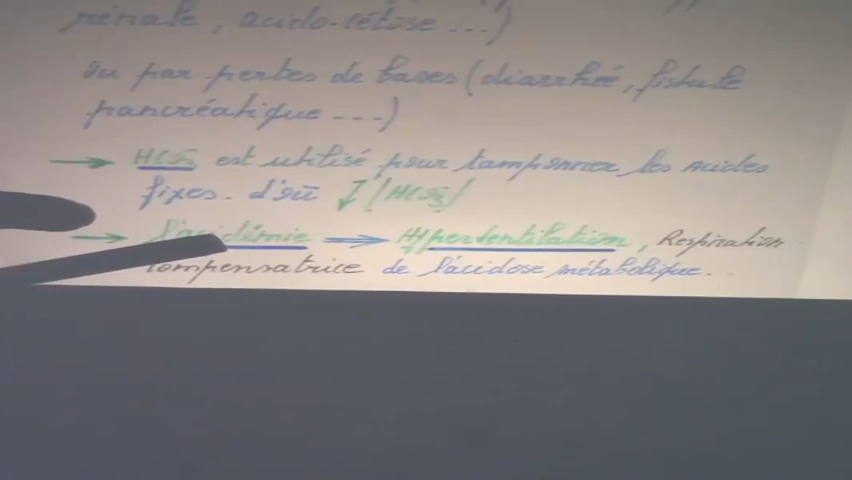 rénale, acido-cétose ...)
ou par pertes de bases (diarrhée, fistule
pancréatique ...)
→ HCO3⁻ est utilisé pour tamponner les acides
fixes. d'où ↓ [HCO3⁻]
→ l'acidémie ⇒ Hyperventilation, Respiration
compensatrice de l'acidose métabolique.